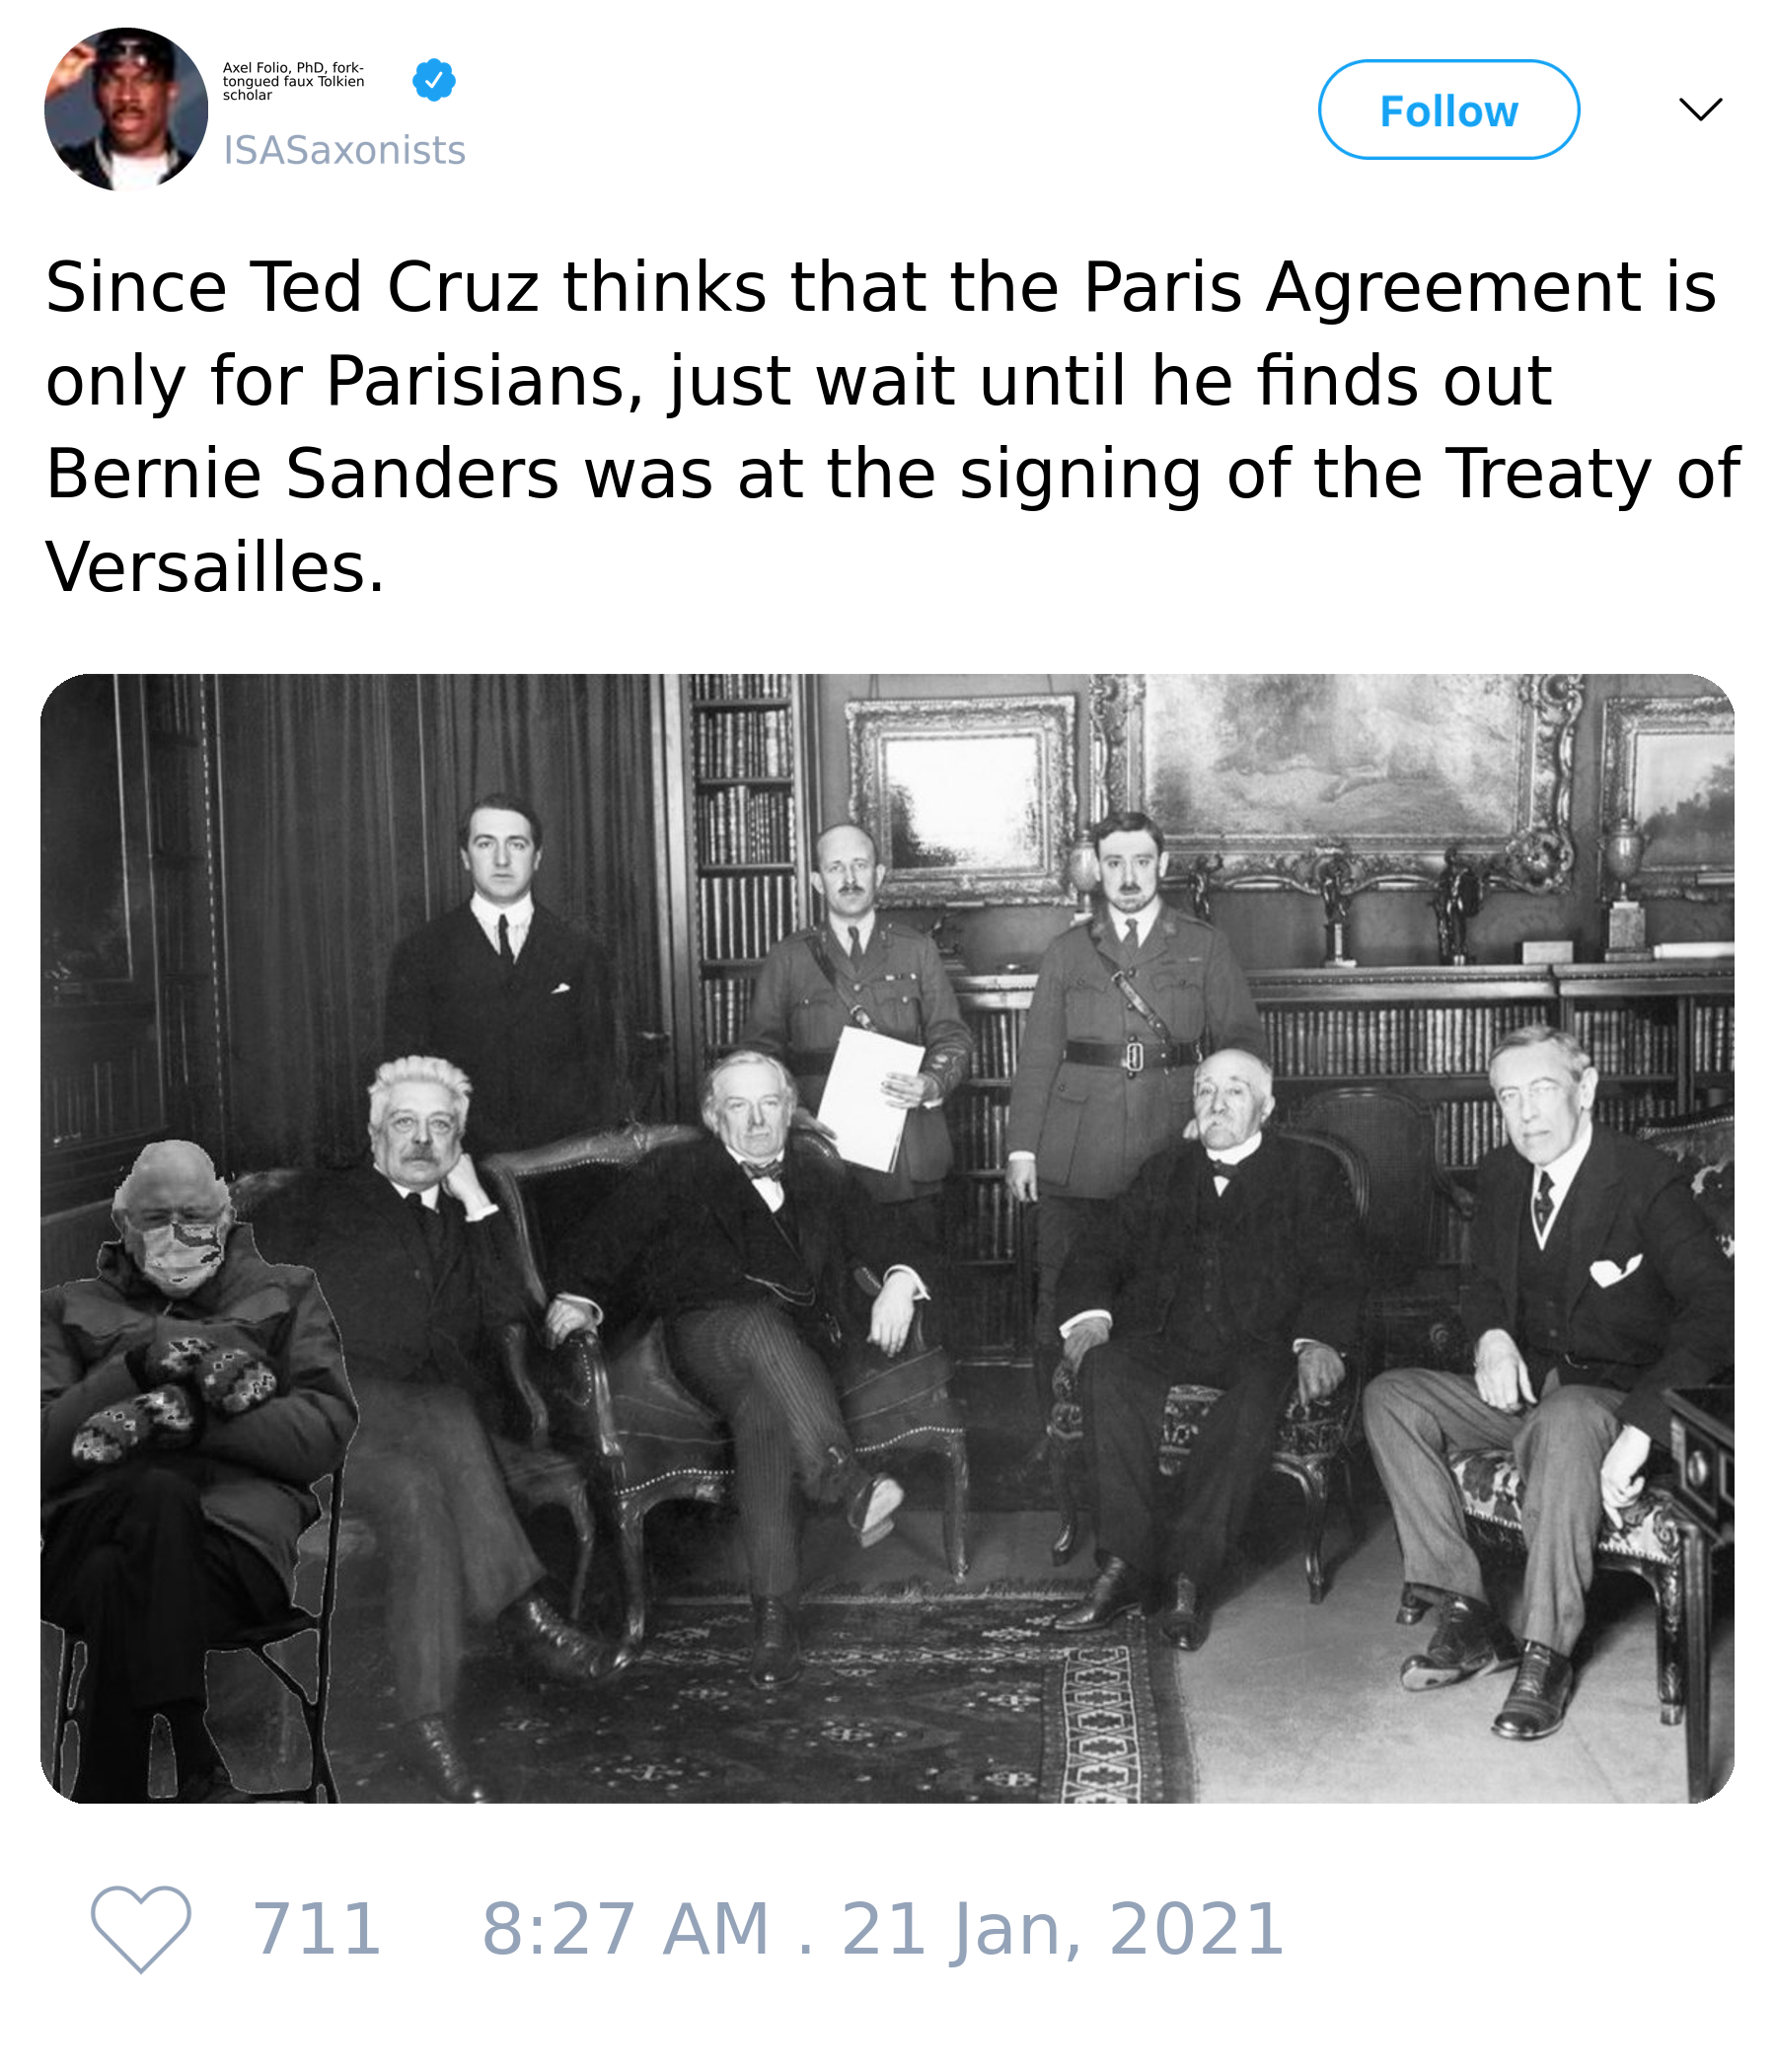 Axel Folio, PhD, fork-
tongued faux Tolkien
scholar
ISASaxonists
Follow
Since Ted Cruz thinks that the Paris Agreement is
only for Parisians, just wait until he finds out
Bernie Sanders was at the signing of the Treaty of
Versailles.
711 8:27 AM . 21 Jan, 2021